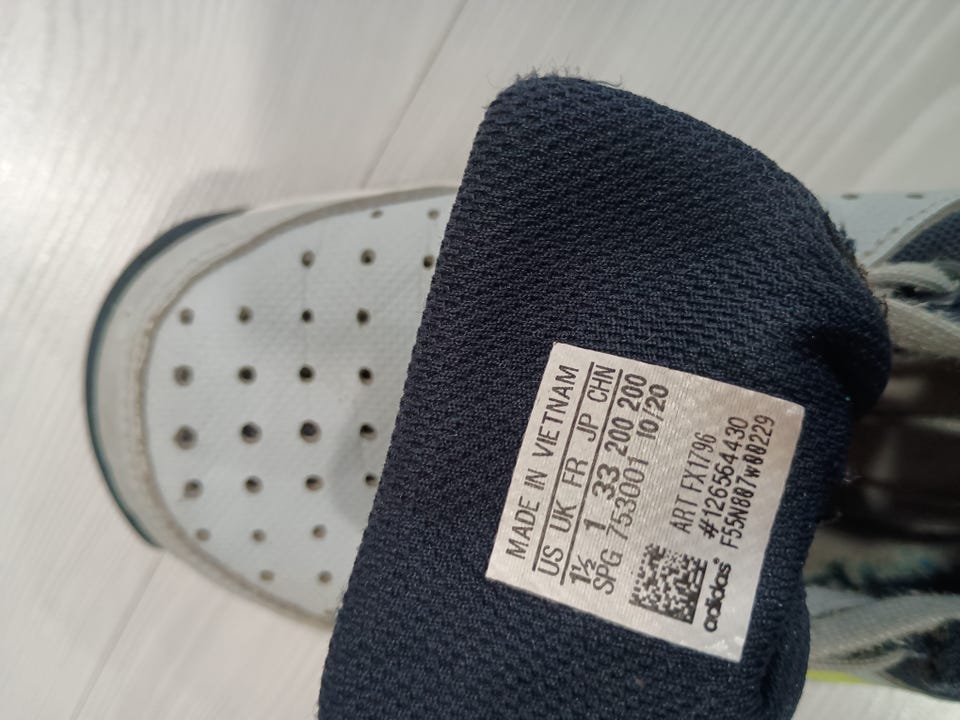 MADE IN VIETNAM
US UK FR JP CHN
1½ 1 33 200 200
SPG 753001 10/20
ART FX1796
#126564430
adidas® F55N887W88229